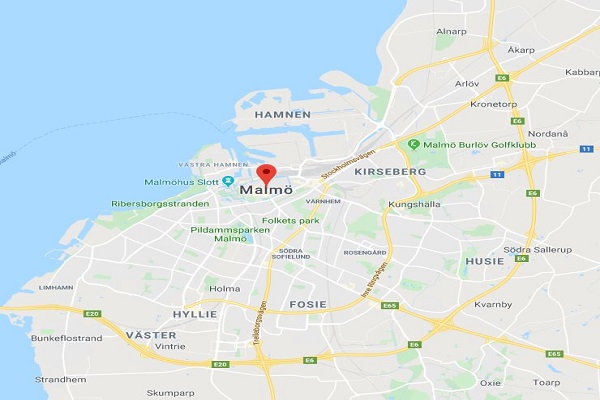 Alnarp
Åkarp
Kabbarp
Arlöv
E6
Kronetorp
HAMNEN
Nordanå
Malmö Burlöv Golfklubb
11
Stockholmsvägen
VÄSTRA HAMNEN
KIRSEBERG
11
Malmöhus Slott
Malmö
Ribersborgsstranden
VÄRNHEM
Kungshälla
Folkets park
Pildammsparken
Malmö
SÖDRA
SOFIELUND
ROSENGÅRD
Södra Sallerup
HUSIE
Inre Ringvägen
LIMHAMN
Holma
FOSIE
E65
Kvarnby
E20
HYLLIE
Trelleborgsvägen
VÄSTER
Bunkeflostrand
Vintrie
E6
E20
E65
Strandhem
Skumparp
Oxie
Toarp